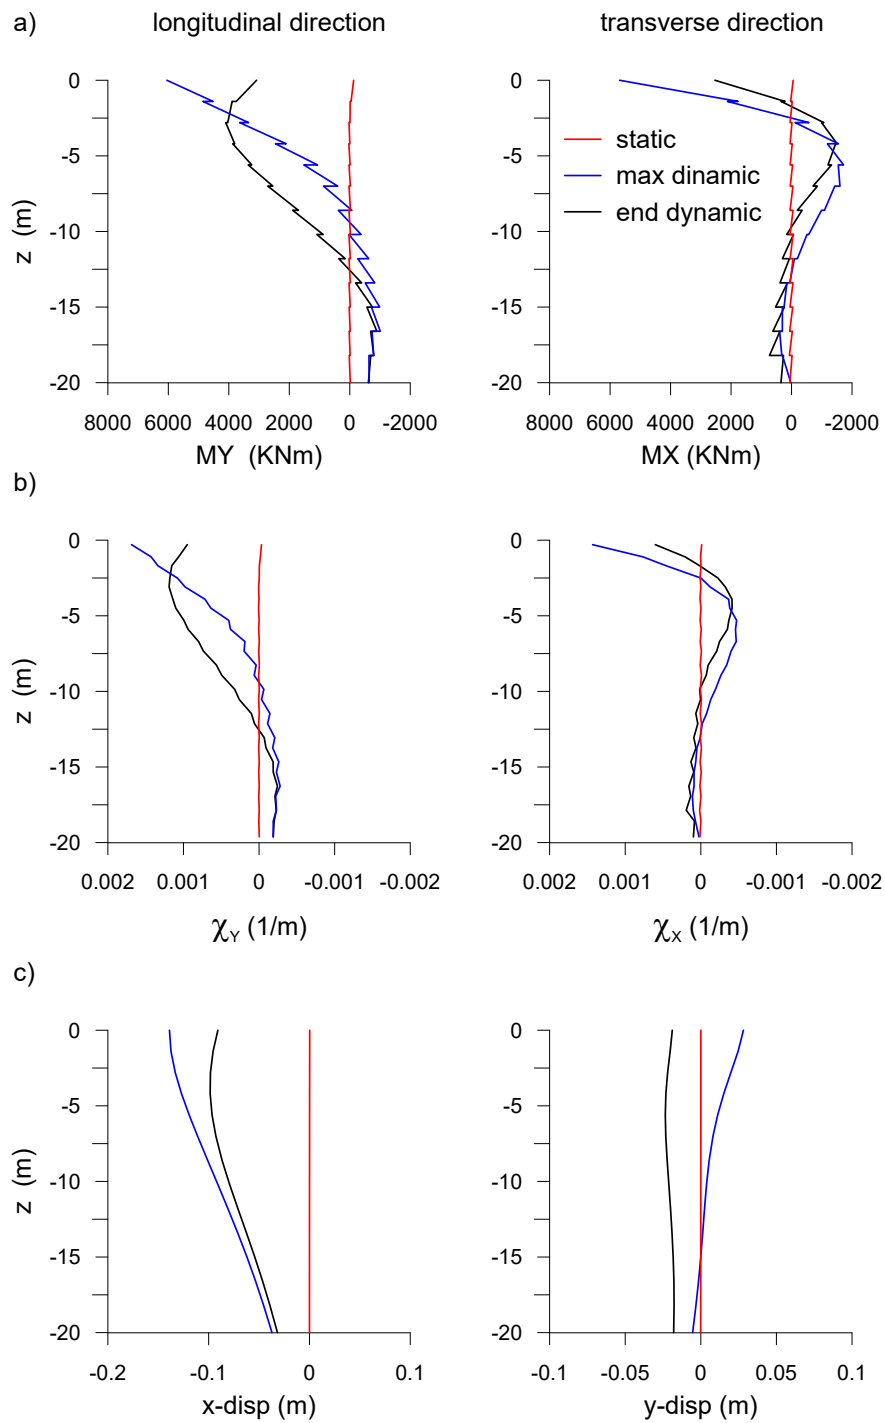 a)
longitudinal direction
transverse direction
0
-5
-10
-15
-20
z (m)
8000 6000 4000 2000 0 -2000
MY (KNm)
0
-5
-10
-15
-20
static
max dinamic
end dynamic
8000 6000 4000 2000 0 -2000
MX (KNm)
b)
0
-5
-10
-15
-20
z (m)
0.002 0.001 0 -0.001 -0.002
χY (1/m)
0
-5
-10
-15
-20
0.002 0.001 0 -0.001 -0.002
χX (1/m)
c)
0
-5
-10
-15
-20
z (m)
-0.2 -0.1 0 0.1
x-disp (m)
0
-5
-10
-15
-20
-0.1 -0.05 0 0.05 0.1
y-disp (m)